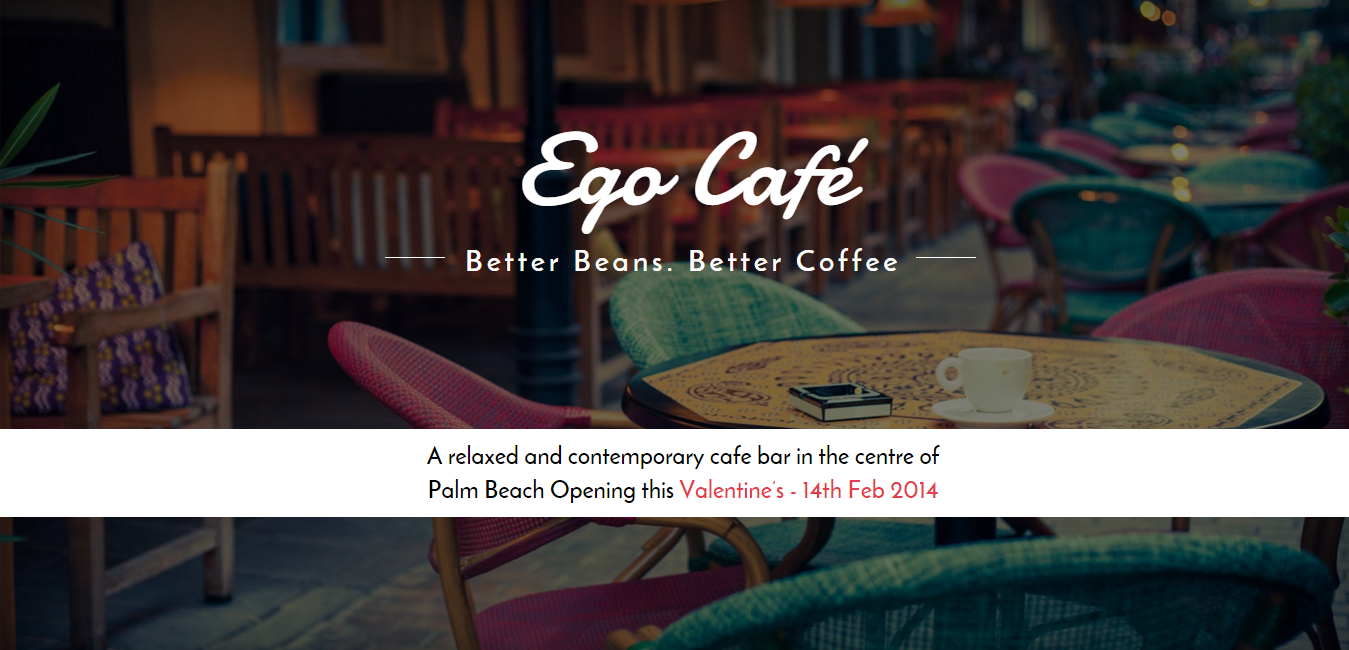 Ego Café
Better Beans. Better Coffee
A relaxed and contemporary cafe bar in the centre of
Palm Beach Opening this Valentine's - 14th Feb 2014